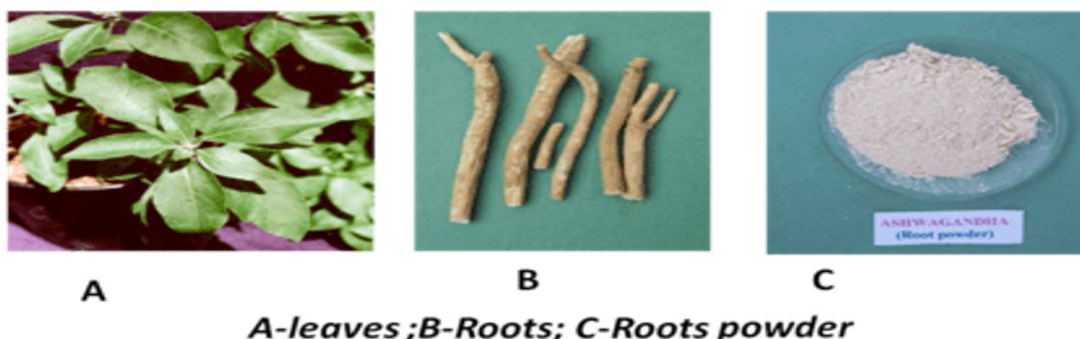 ASHWAGANDHA
(Root powder)
A
B
C
A-leaves ;B-Roots; C-Roots powder